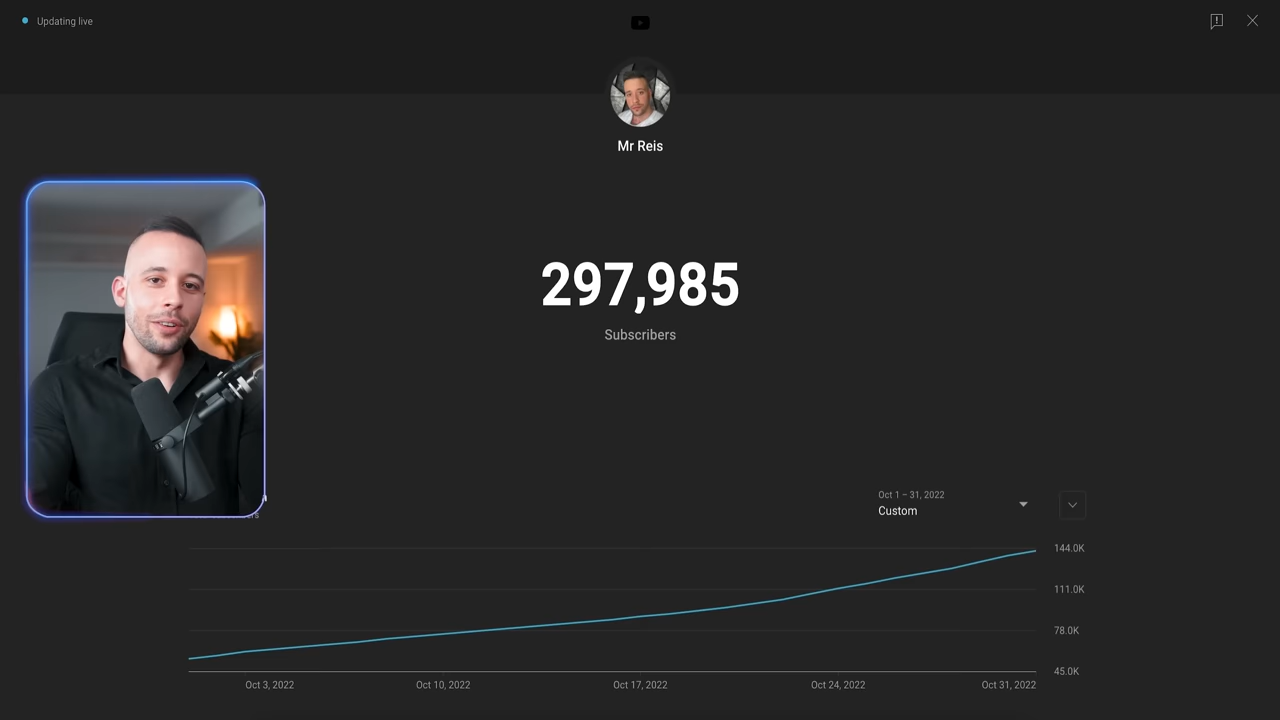 Updating live
Mr Reis
297,985
Subscribers
Oct 1 – 31, 2022
Custom
144.0K
111.0K
78.0K
45.0K
Oct 3, 2022
Oct 10, 2022
Oct 17, 2022
Oct 24, 2022
Oct 31, 2022